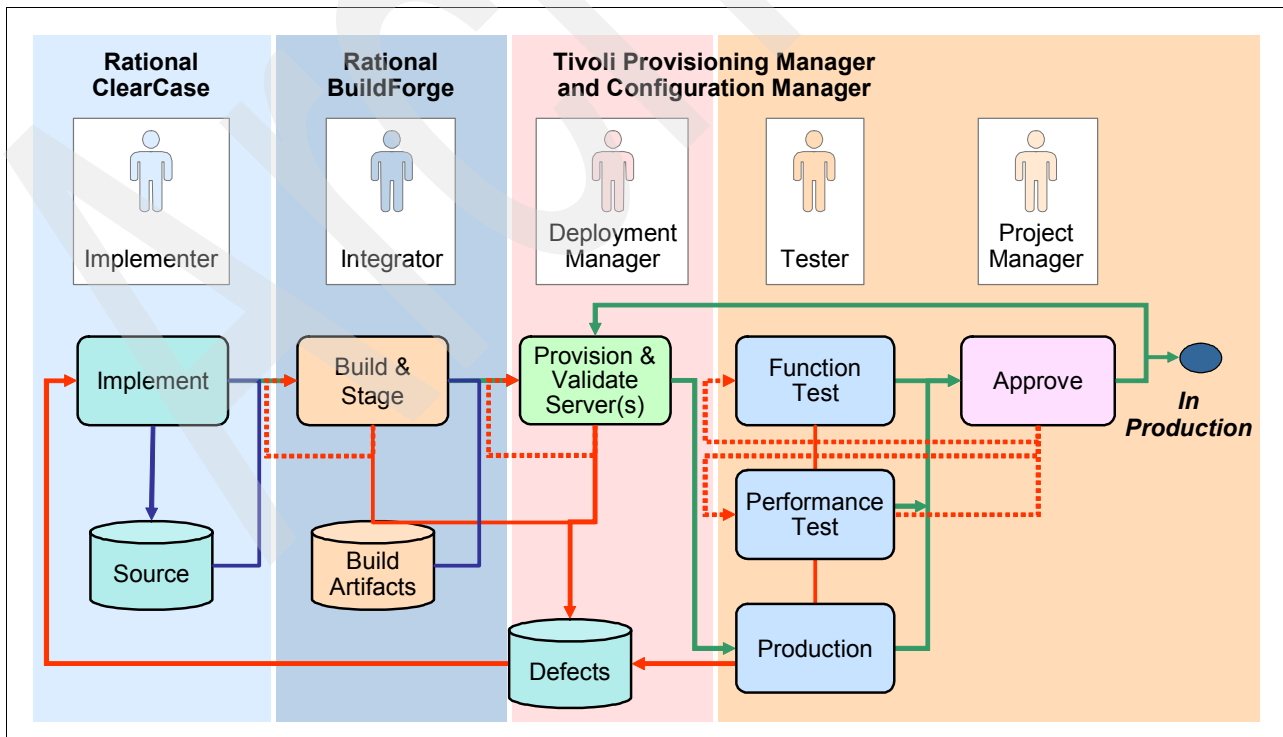 Rational
ClearCase
Rational
BuildForge
Tivoli Provisioning Manager
and Configuration Manager
Implementer
Integrator
Deployment
Manager
Tester
Project
Manager
Implement
Build &
Stage
Provision &
Validate
Server(s)
Function
Test
Approve
In
Production
Performance
Test
Source
Build
Artifacts
Production
Defects